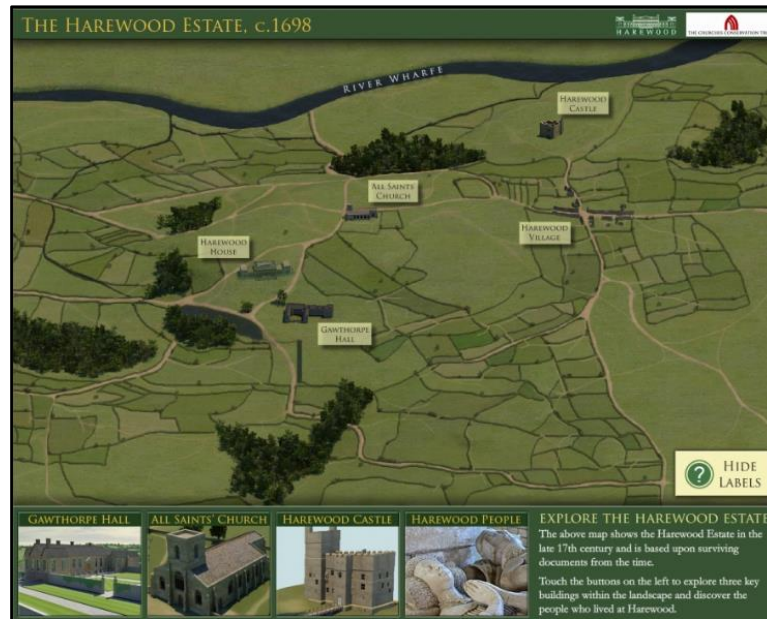 THE HAREWOOD ESTATE, C.1698
HAREWOOD
THE CHURCHES CONSERVATION TRUST
RIVER WHARFE
HAREWOOD
CASTLE
ALL SAINTS
CHURCH
HAREWOOD
HOUSE
HAREWOOD
VILLAGE
GAWTHORPE
HALL
?
HIDE
LABELS
GAWTHORPE HALL
ALL SAINTS' CHURCH
HAREWOOD CASTLE
HAREWOOD PEOPLE
EXPLORE THE HAREWOOD ESTATE
The above map shows the Harewood Estate in the
late 17th century and is based upon surviving
documents from the time.
Touch the buttons on the left to explore three key
buildings within the landscape and discover the
people who lived at Harewood.